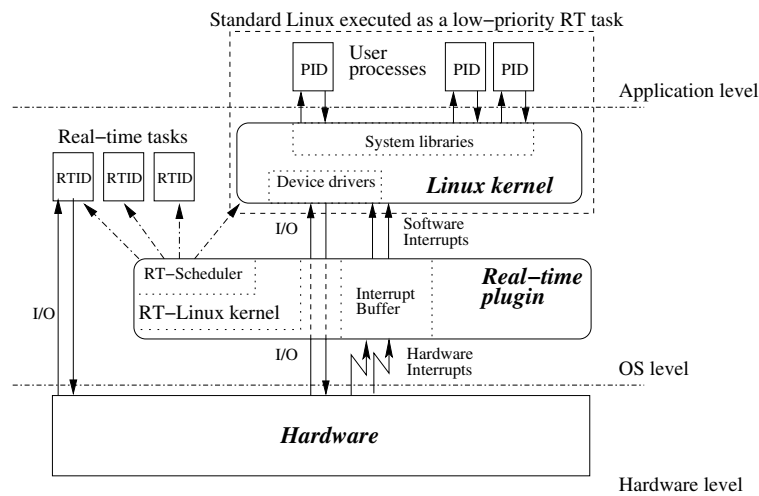 Standard Linux executed as a low−priority RT task
User
processes
PID
PID
PID
Application level
System libraries
Real−time tasks
RTID
RTID
RTID
Device drivers
Linux kernel
I/O
Software
Interrupts
RT−Scheduler
RT−Linux kernel
Interrupt
Buffer
Real−time
plugin
I/O
I/O
Hardware
Interrupts
OS level
Hardware
Hardware level